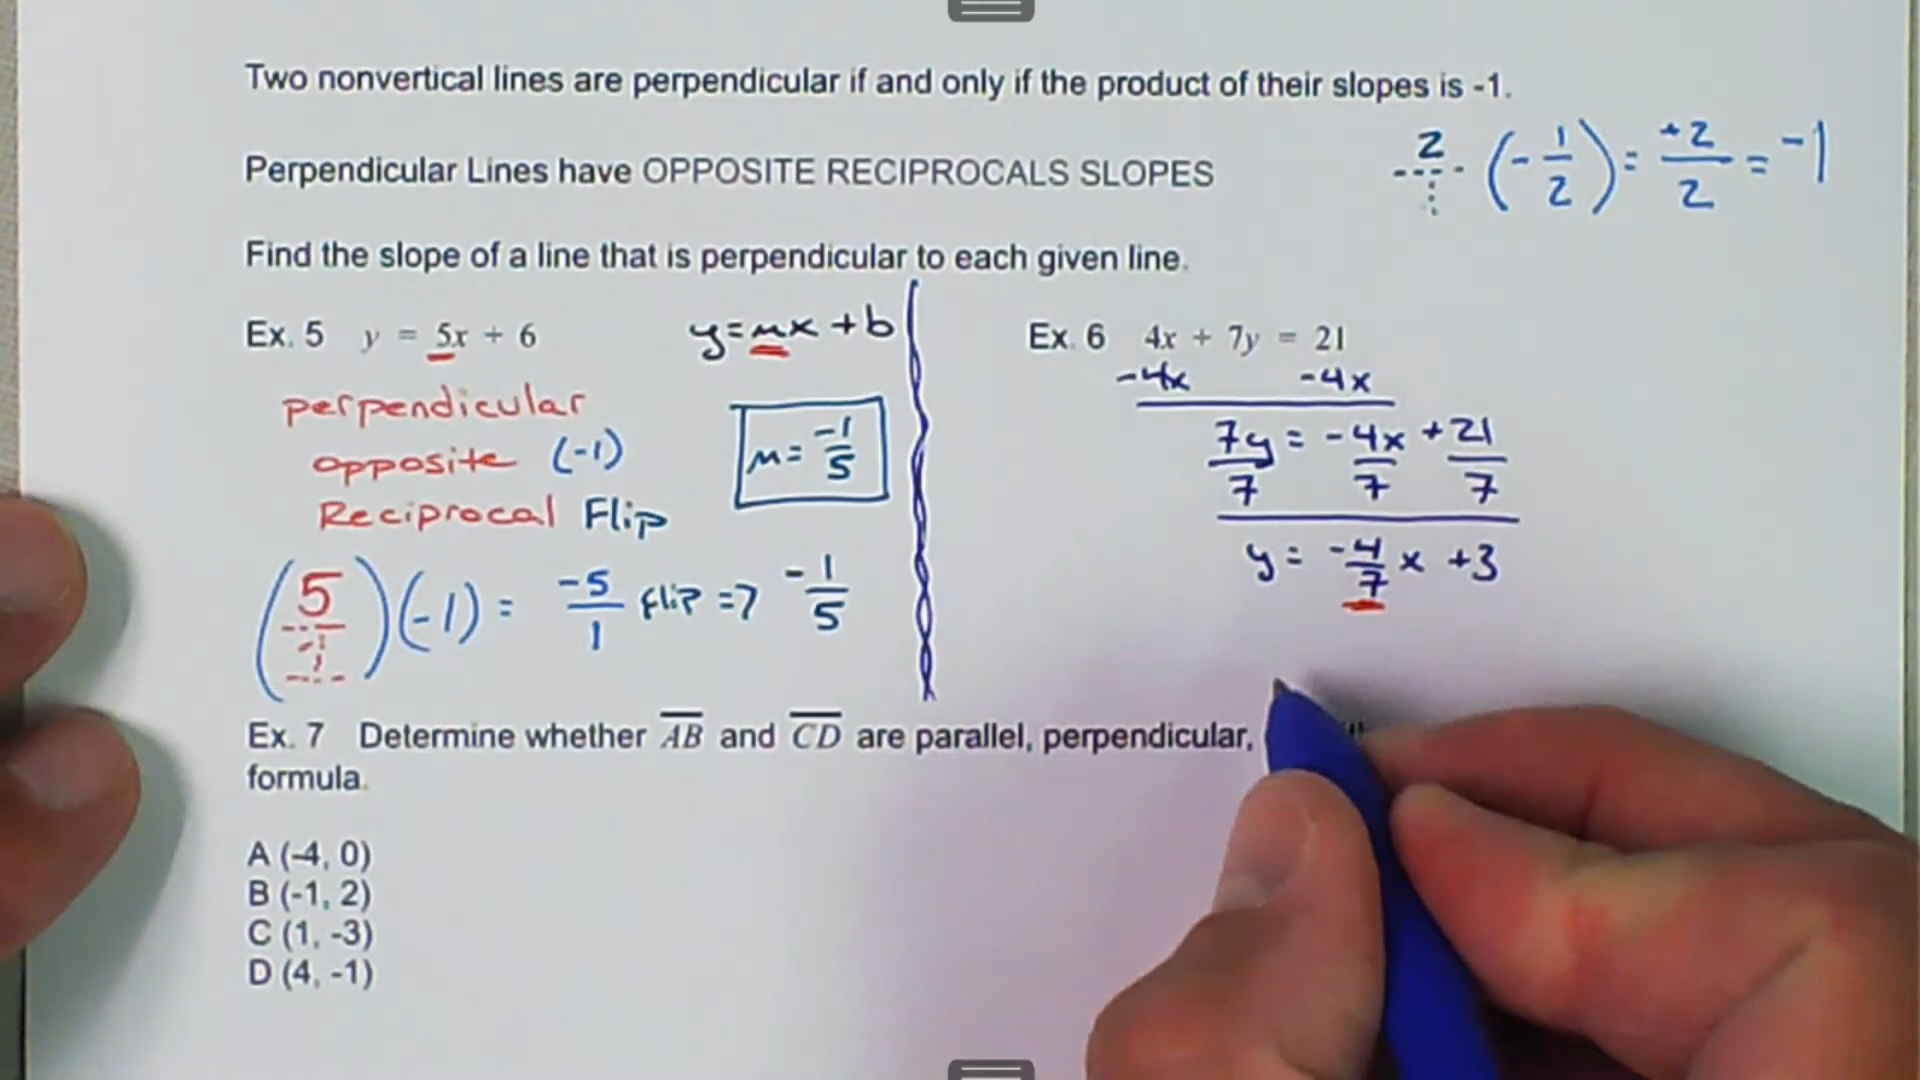 Two nonvertical lines are perpendicular if and only if the product of their slopes is -1.
2/1 · (-1/2) = -2/2 = -1
Perpendicular Lines have OPPOSITE RECIPROCALS SLOPES
Find the slope of a line that is perpendicular to each given line.
Ex. 5 y = 5x + 6
y=mx+b
perpendicular
opposite (-1)
Reciprocal Flip
m = -1/5
(5/1)(-1) = -5/1 flip => -1/5
Ex. 6 4x + 7y = 21
-4x -4x
7y/7 = -4x/7 + 21/7
y = -4/7 x +3
Ex. 7 Determine whether AB and CD are parallel, perpendicular,
formula.
A (-4, 0)
B (-1, 2)
C (1, -3)
D (4, -1)